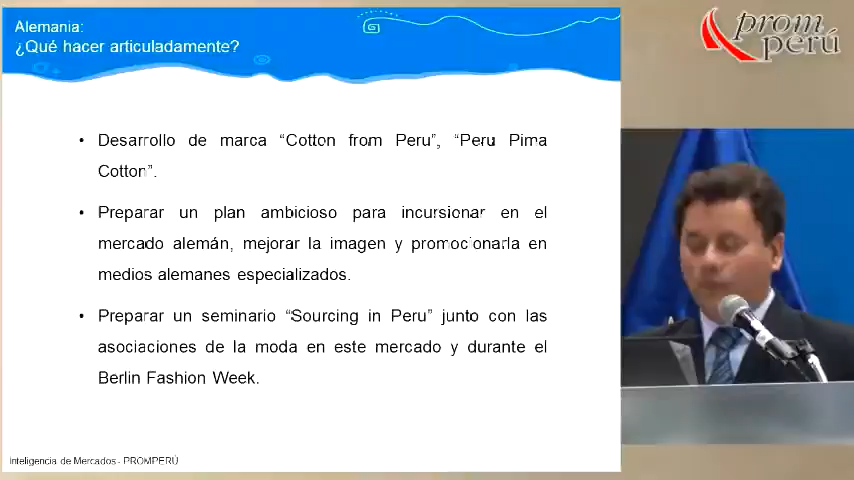 Alemania:
¿Qué hacer articuladamente?
prom
perú
• Desarrollo de marca “Cotton from Peru”, “Peru Pima
Cotton”.
• Preparar un plan ambicioso para incursionar en el
mercado alemán, mejorar la imagen y promocionarla en
medios alemanes especializados.
• Preparar un seminario “Sourcing in Peru” junto con las
asociaciones de la moda en este mercado y durante el
Berlin Fashion Week.
Inteligencia de Mercados - PROMPERÚ